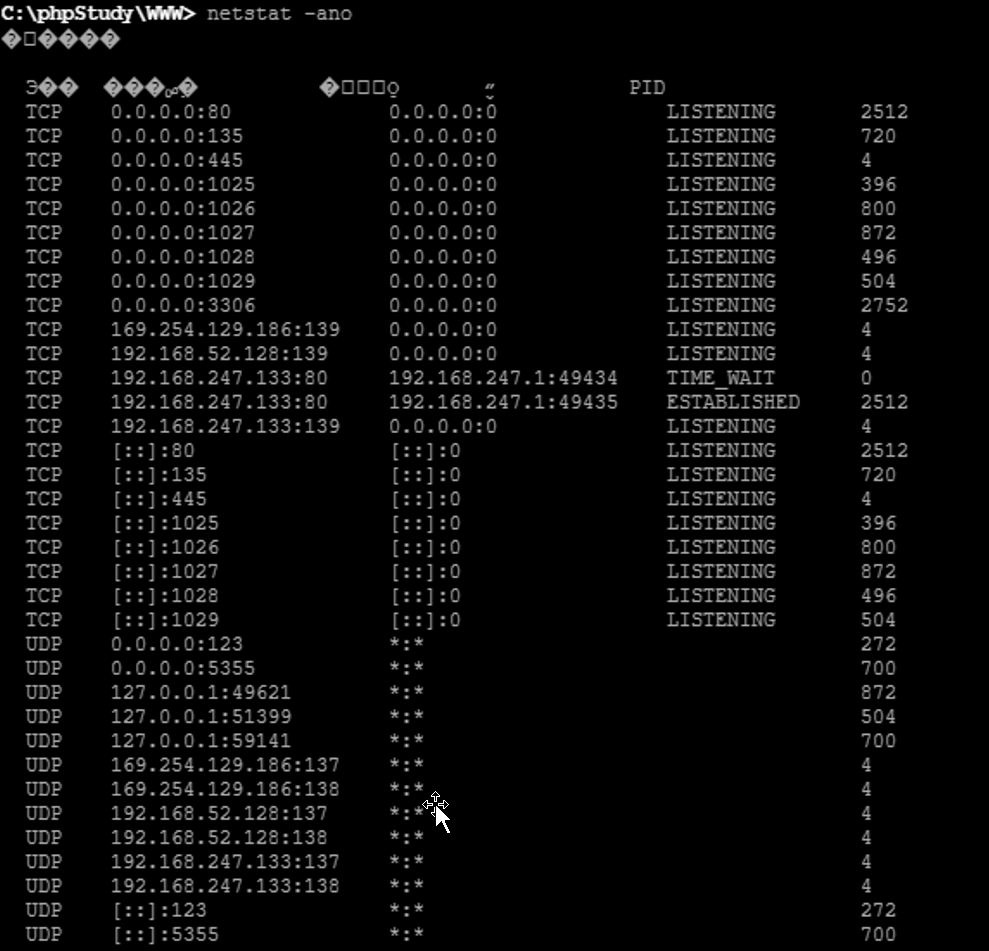 C:\phpStudy\WWW> netstat -ano
PID
TCP 0.0.0.0:80 0.0.0.0:0 LISTENING 2512
TCP 0.0.0.0:135 0.0.0.0:0 LISTENING 720
TCP 0.0.0.0:445 0.0.0.0:0 LISTENING 4
TCP 0.0.0.0:1025 0.0.0.0:0 LISTENING 396
TCP 0.0.0.0:1026 0.0.0.0:0 LISTENING 800
TCP 0.0.0.0:1027 0.0.0.0:0 LISTENING 872
TCP 0.0.0.0:1028 0.0.0.0:0 LISTENING 496
TCP 0.0.0.0:1029 0.0.0.0:0 LISTENING 504
TCP 0.0.0.0:3306 0.0.0.0:0 LISTENING 2752
TCP 169.254.129.186:139 0.0.0.0:0 LISTENING 4
TCP 192.168.52.128:139 0.0.0.0:0 LISTENING 4
TCP 192.168.247.133:80 192.168.247.1:49434 TIME_WAIT 0
TCP 192.168.247.133:80 192.168.247.1:49435 ESTABLISHED 2512
TCP 192.168.247.133:139 0.0.0.0:0 LISTENING 4
TCP [::]:80 [::]:0 LISTENING 2512
TCP [::]:135 [::]:0 LISTENING 720
TCP [::]:445 [::]:0 LISTENING 4
TCP [::]:1025 [::]:0 LISTENING 396
TCP [::]:1026 [::]:0 LISTENING 800
TCP [::]:1027 [::]:0 LISTENING 872
TCP [::]:1028 [::]:0 LISTENING 496
TCP [::]:1029 [::]:0 LISTENING 504
UDP 0.0.0.0:123 *:* 272
UDP 0.0.0.0:5355 *:* 700
UDP 127.0.0.1:49621 *:* 872
UDP 127.0.0.1:51399 *:* 504
UDP 127.0.0.1:59141 *:* 700
UDP 169.254.129.186:137 *:* 4
UDP 169.254.129.186:138 *:* 4
UDP 192.168.52.128:137 *:* 4
UDP 192.168.52.128:138 *:* 4
UDP 192.168.247.133:137 *:* 4
UDP 192.168.247.133:138 *:* 4
UDP [::]:123 *:* 272
UDP [::]:5355 *:* 700